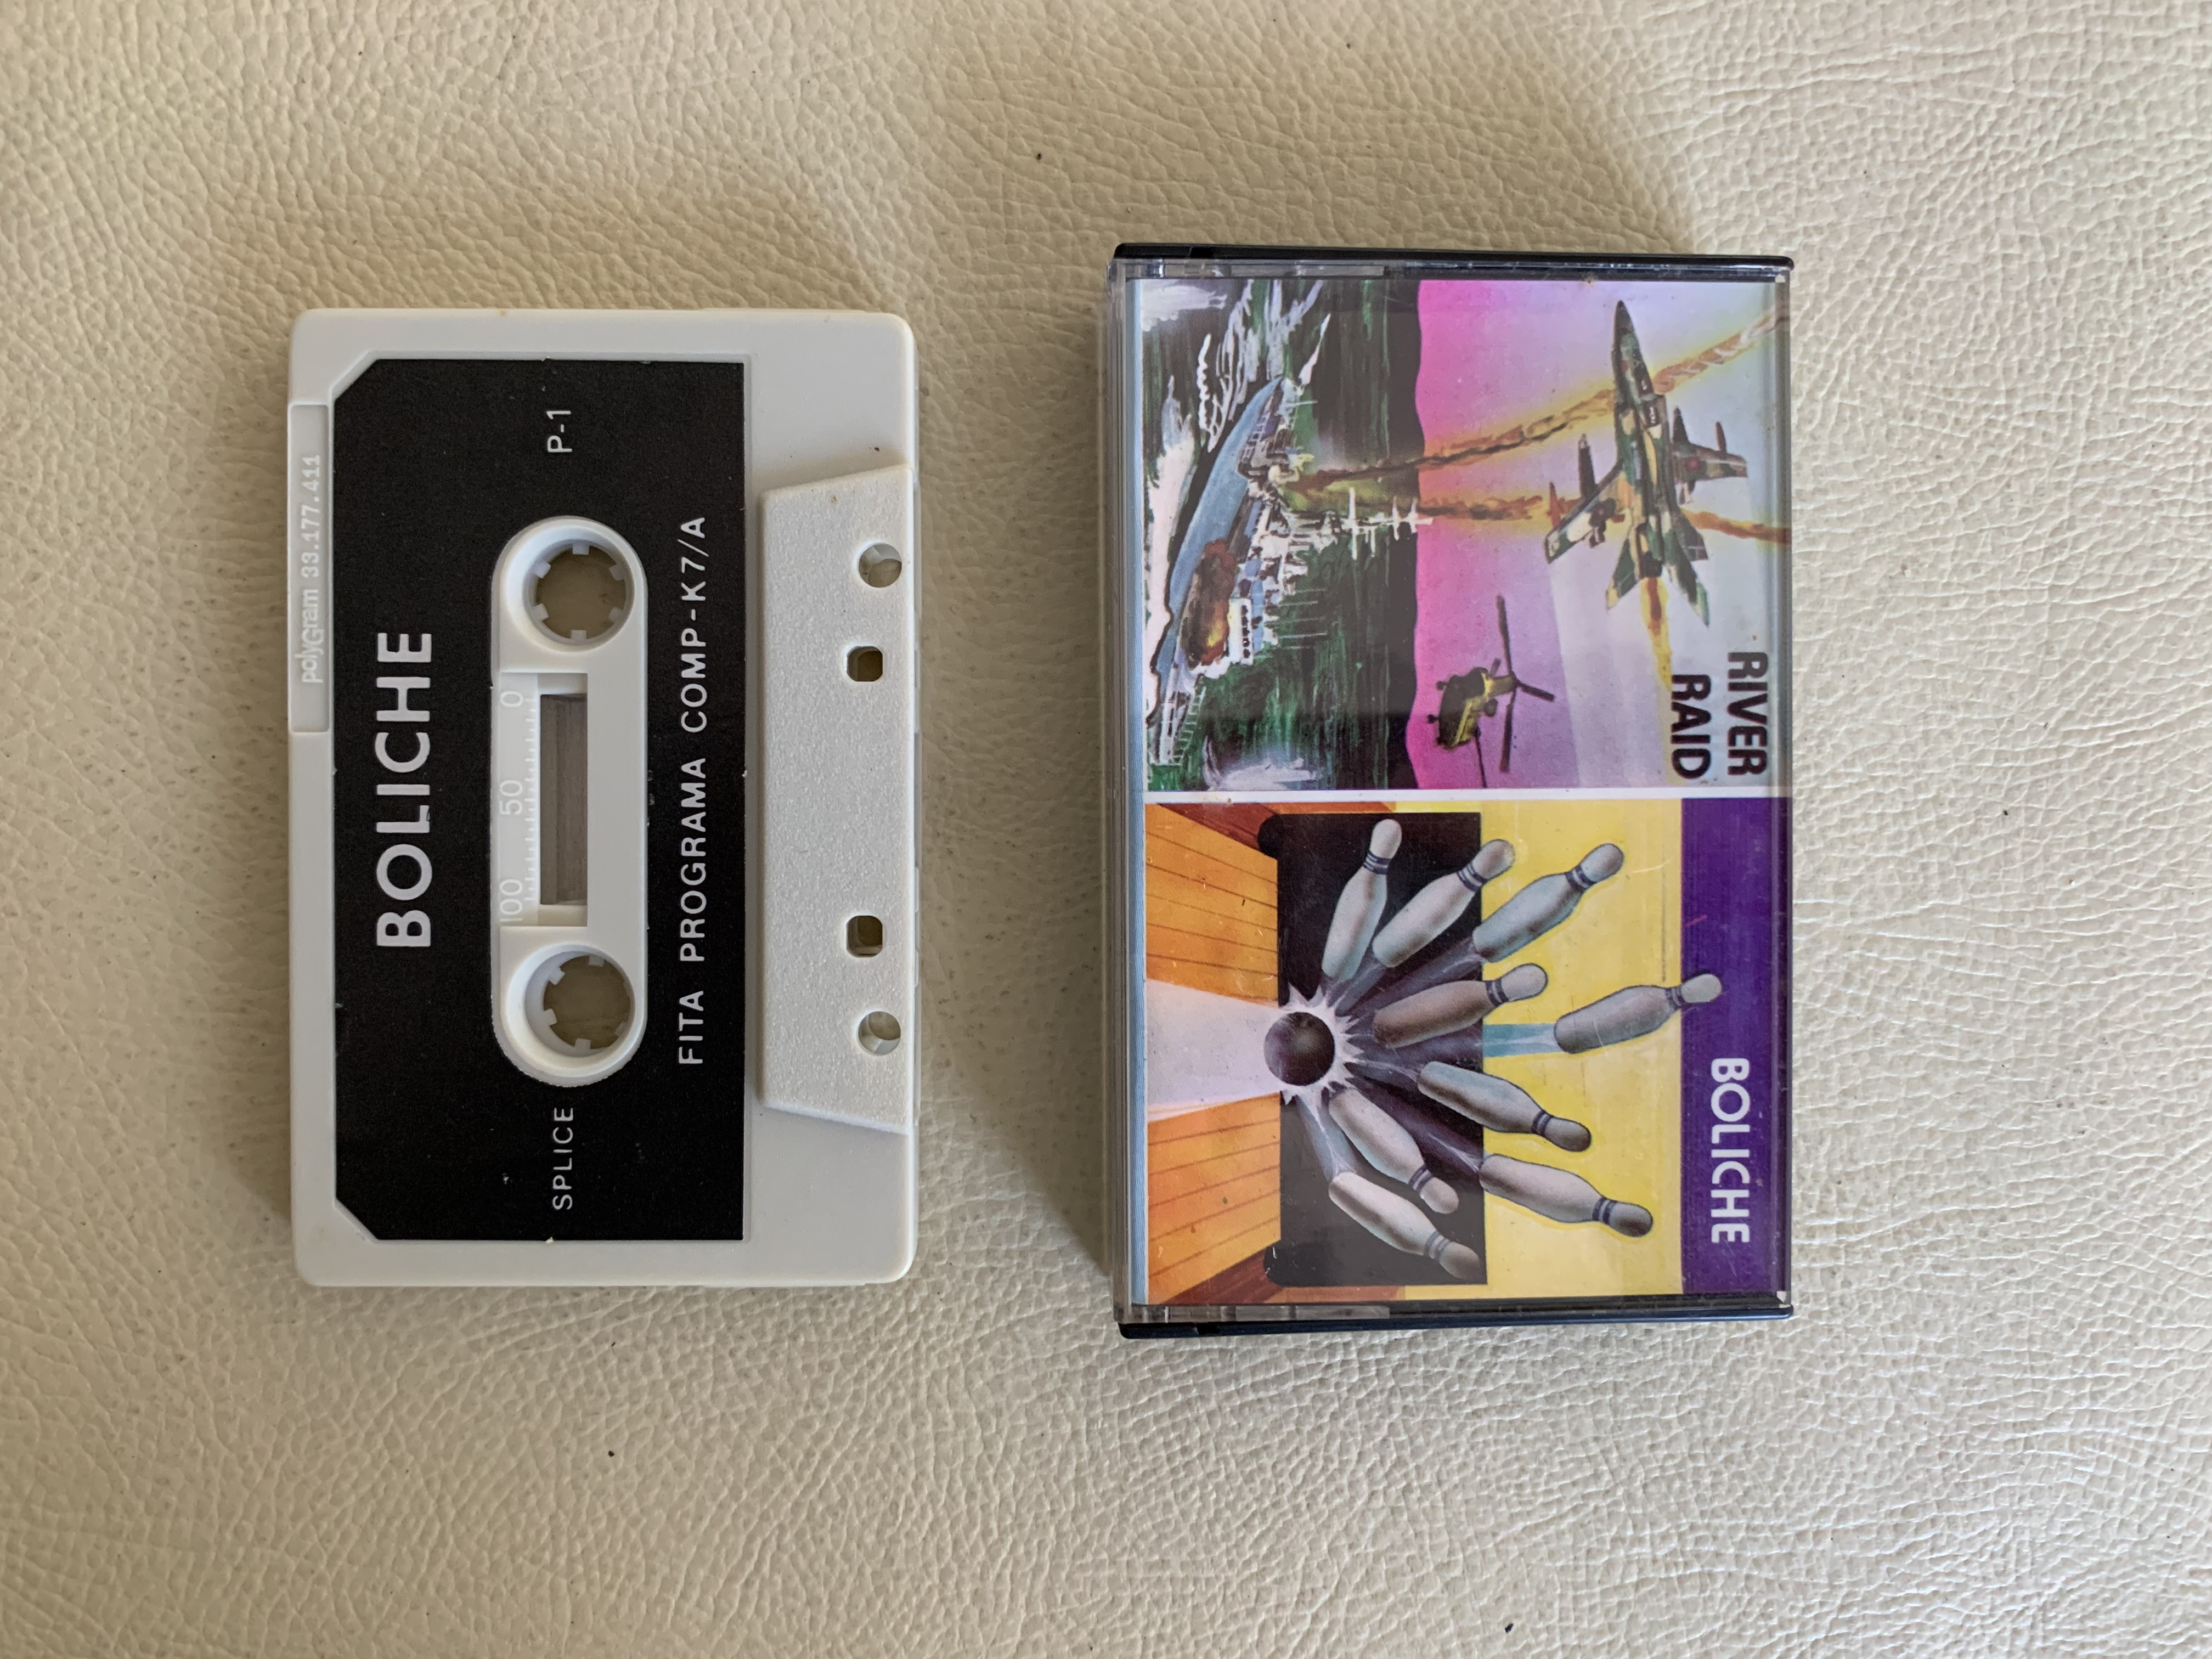 BOLICHE
P-1
0 50 100
SPLICE
FITA PROGRAMA COMP-K7/A
polyGram 33.177.411
RIVER
RAID
BOLICHE